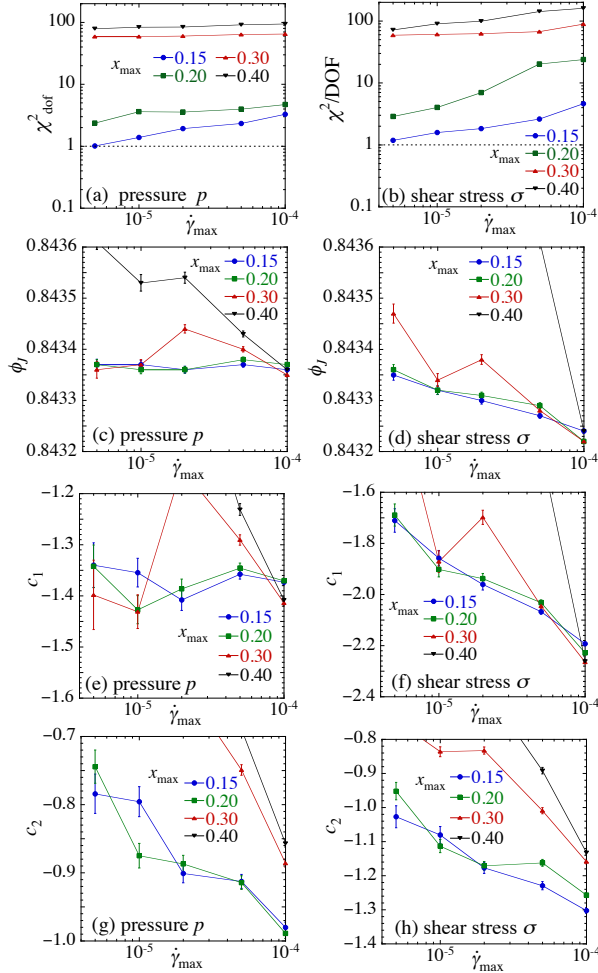 100
10
1
0.1
χ²dof
xmax
0.15
0.30
0.20
0.40
(a) pressure p
10⁻⁵
γ̇max
10⁻⁴
100
10
1
0.1
χ²/DOF
xmax
0.15
0.20
0.30
0.40
(b) shear stress σ
10⁻⁵
γ̇max
10⁻⁴
0.8436
0.8435
0.8434
0.8433
0.8432
ϕJ
xmax
0.15
0.20
0.30
0.40
(c) pressure p
10⁻⁵
γ̇max
10⁻⁴
0.8436
0.8435
0.8434
0.8433
0.8432
ϕJ
xmax
0.15
0.20
0.30
0.40
(d) shear stress σ
10⁻⁵
γ̇max
10⁻⁴
−1.2
−1.3
−1.4
−1.5
−1.6
c1
xmax
0.15
0.20
0.30
0.40
(e) pressure p
10⁻⁵
γ̇max
10⁻⁴
−1.6
−1.8
−2.0
−2.2
−2.4
c1
xmax
0.15
0.20
0.30
0.40
(f) shear stress σ
10⁻⁵
γ̇max
10⁻⁴
−0.7
−0.8
−0.9
−1.0
c2
xmax
0.15
0.20
0.30
0.40
(g) pressure p
10⁻⁵
γ̇max
10⁻⁴
−0.8
−0.9
−1.0
−1.1
−1.2
−1.3
−1.4
c2
xmax
0.15
0.20
0.30
0.40
(h) shear stress σ
10⁻⁵
γ̇max
10⁻⁴